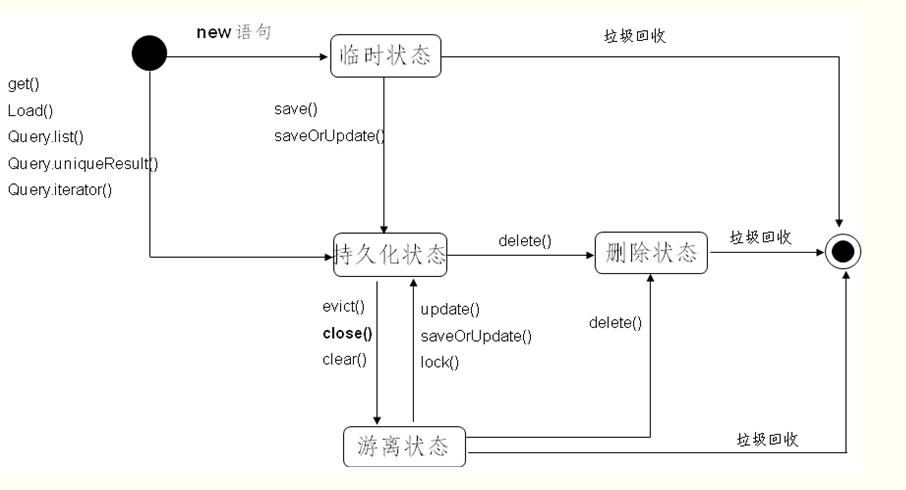 new 语句
临时状态
垃圾回收
get()
Load()
Query.list()
Query.uniqueResult()
Query.iterator()
save()
saveOrUpdate()
持久化状态
delete()
删除状态
垃圾回收
evict()
close()
clear()
update()
saveOrUpdate()
lock()
delete()
游离状态
垃圾回收